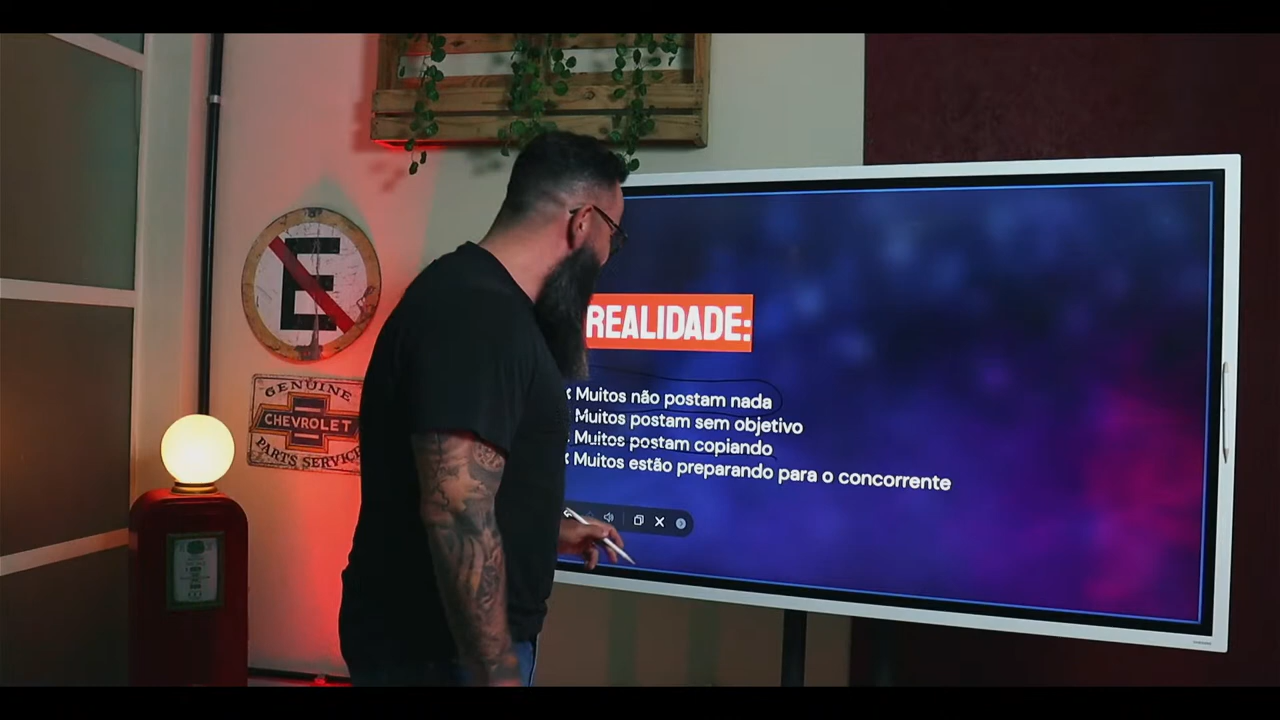 E
GENUINE
CHEVROLET
PARTS SERVICE
REALIDADE:
Muitos não postam nada
Muitos postam sem objetivo
Muitos postam copiando
Muitos estão preparando para o concorrente